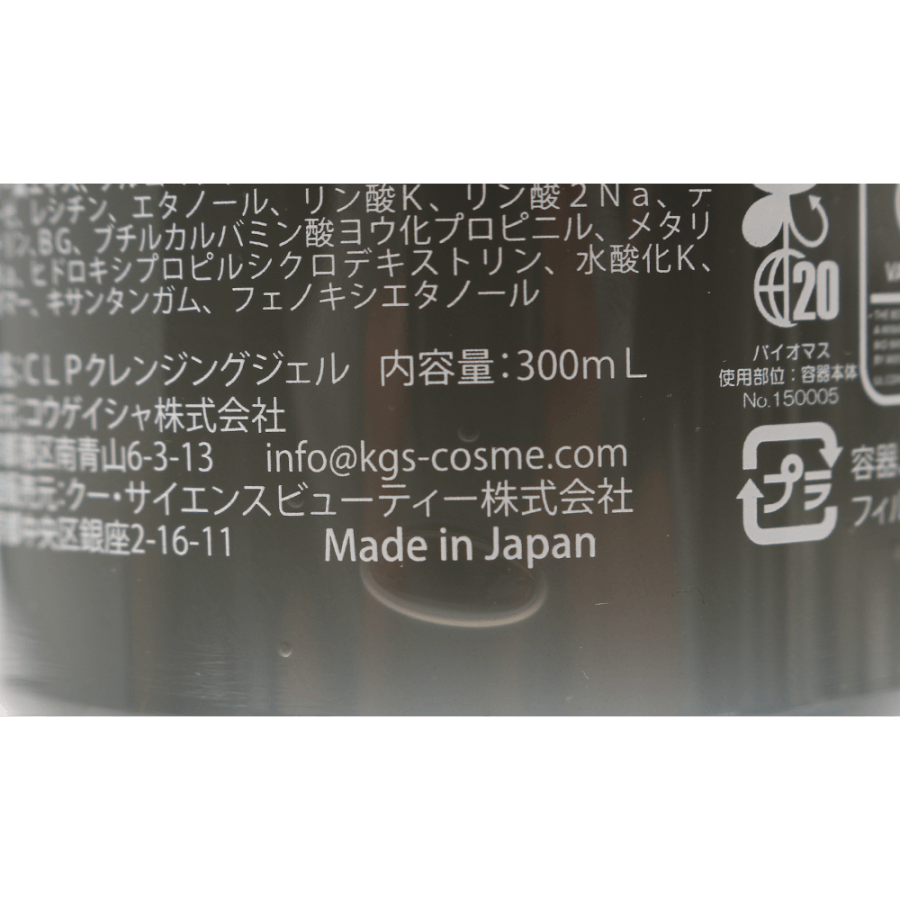 レシチン、エタノール、リン酸K、リン酸2Na、テ
BG、ブチルカルバミン酸ヨウ化プロピニル、メタリ
ヒドロキシプロピルシクロデキストリン、水酸化K、
マー、キサンタンガム、フェノキシエタノール
CLPクレンジングジェル 内容量:300mL
コウゲイシャ株式会社
区南青山6-3-13 info@kgs-cosme.com
元:クー・サイエンスビューティー株式会社
中央区銀座2-16-11 Made in Japan
20
バイオマス
使用部位:容器本体
No.150005
プラ
容器
フィル
VA